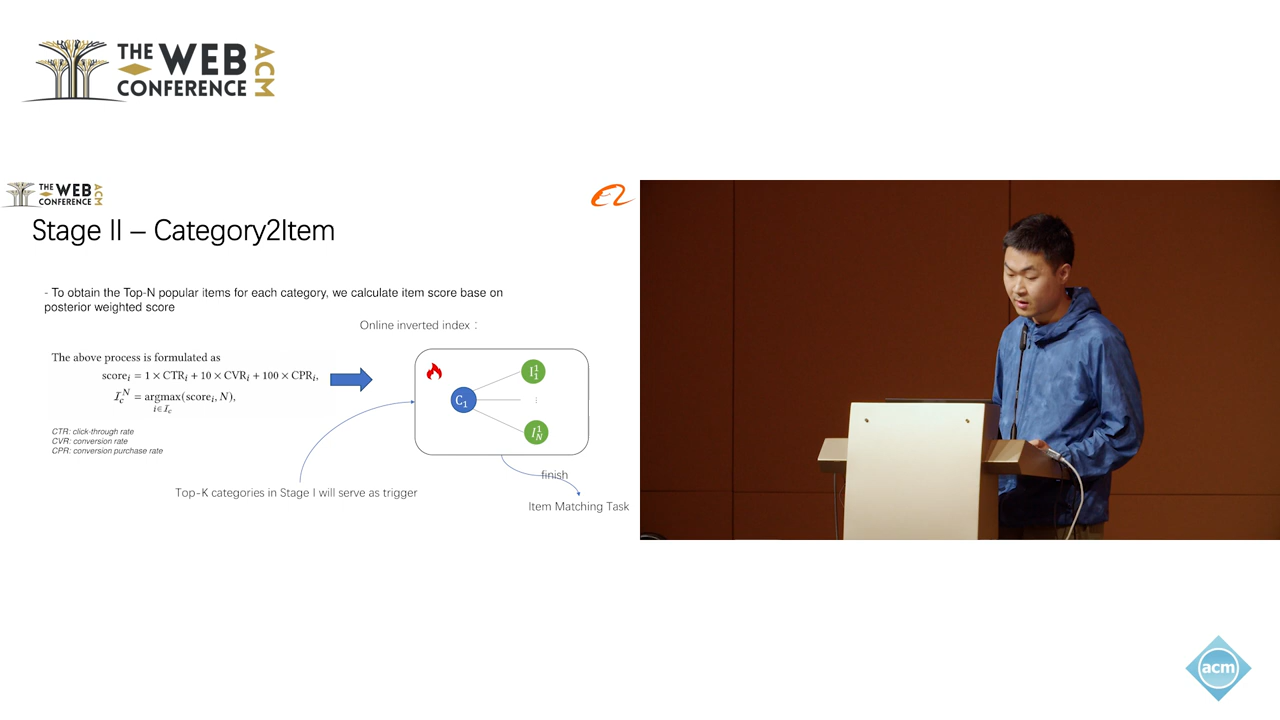 THE WEB CONFERENCE ACM
THE WEB CONFERENCE ACM
Stage II – Category2Item
- To obtain the Top-N popular items for each category, we calculate item score base on
posterior weighted score
Online inverted index：
The above process is formulated as
score_i = 1 × CTR_i + 10 × CVR_i + 100 × CPR_i,
I_c^N = argmax(score_i, N),
i∈I_c
C_1
I_1^1
⋮
I_N^1
CTR: click-through rate
CVR: conversion rate
CPR: conversion purchase rate
finish
Top-K categories in Stage I will serve as trigger
Item Matching Task
acm